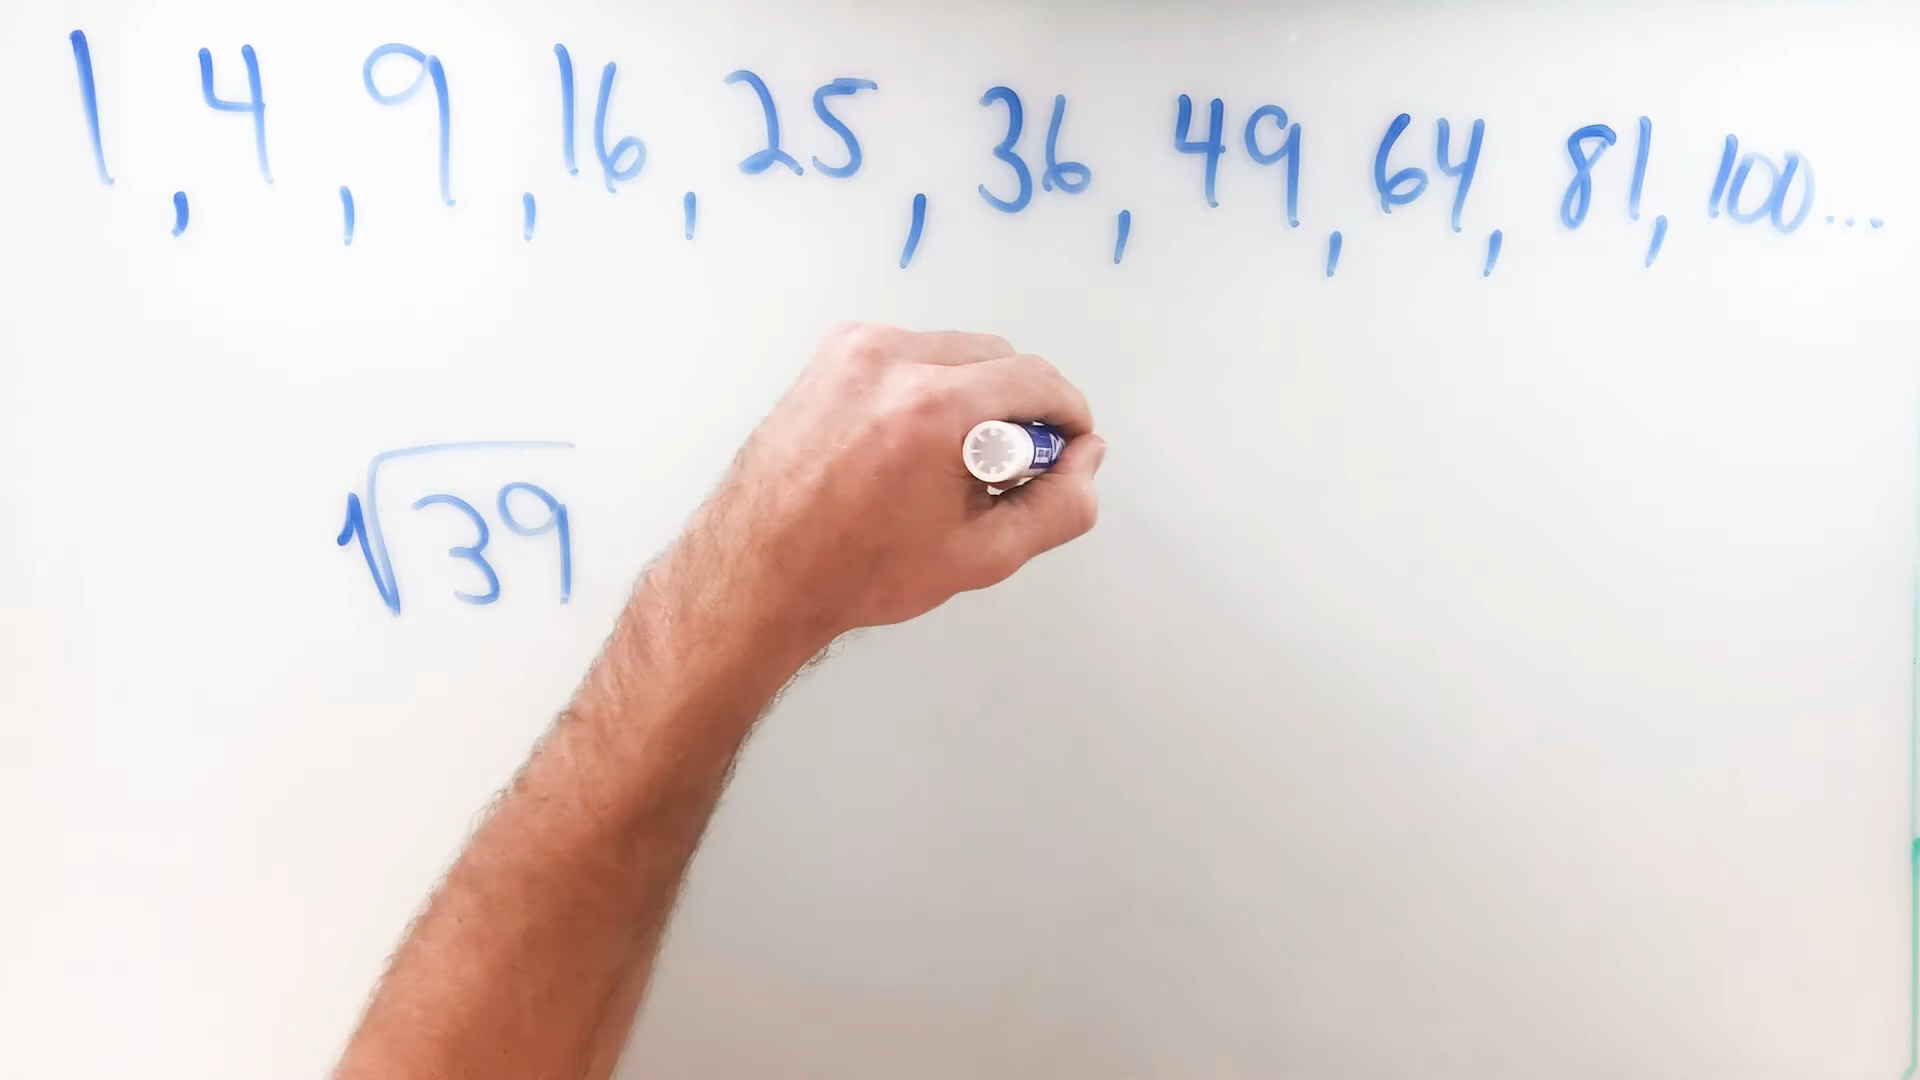 1, 4, 9, 16, 25, 36, 49, 64, 81, 100...
√39